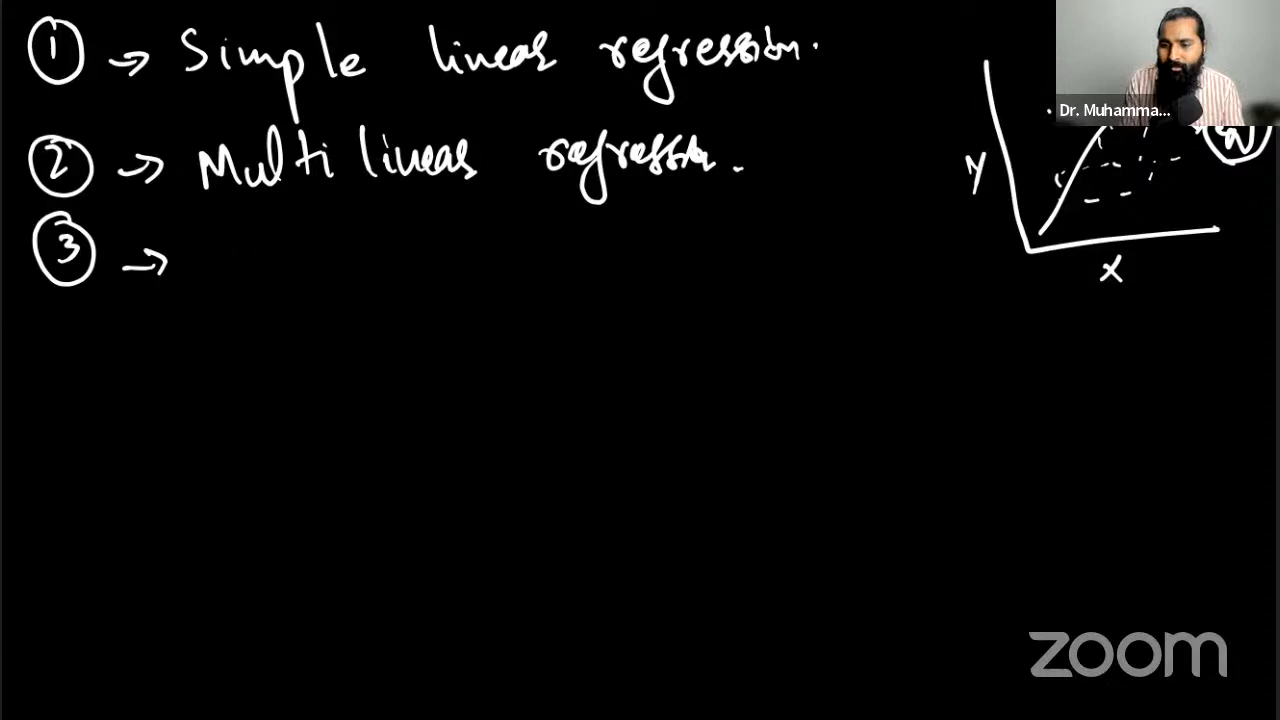 1 → Simple linear regression.
2 → Multi linear regression.
3 →
Dr. Muhamma...
y
x
zoom